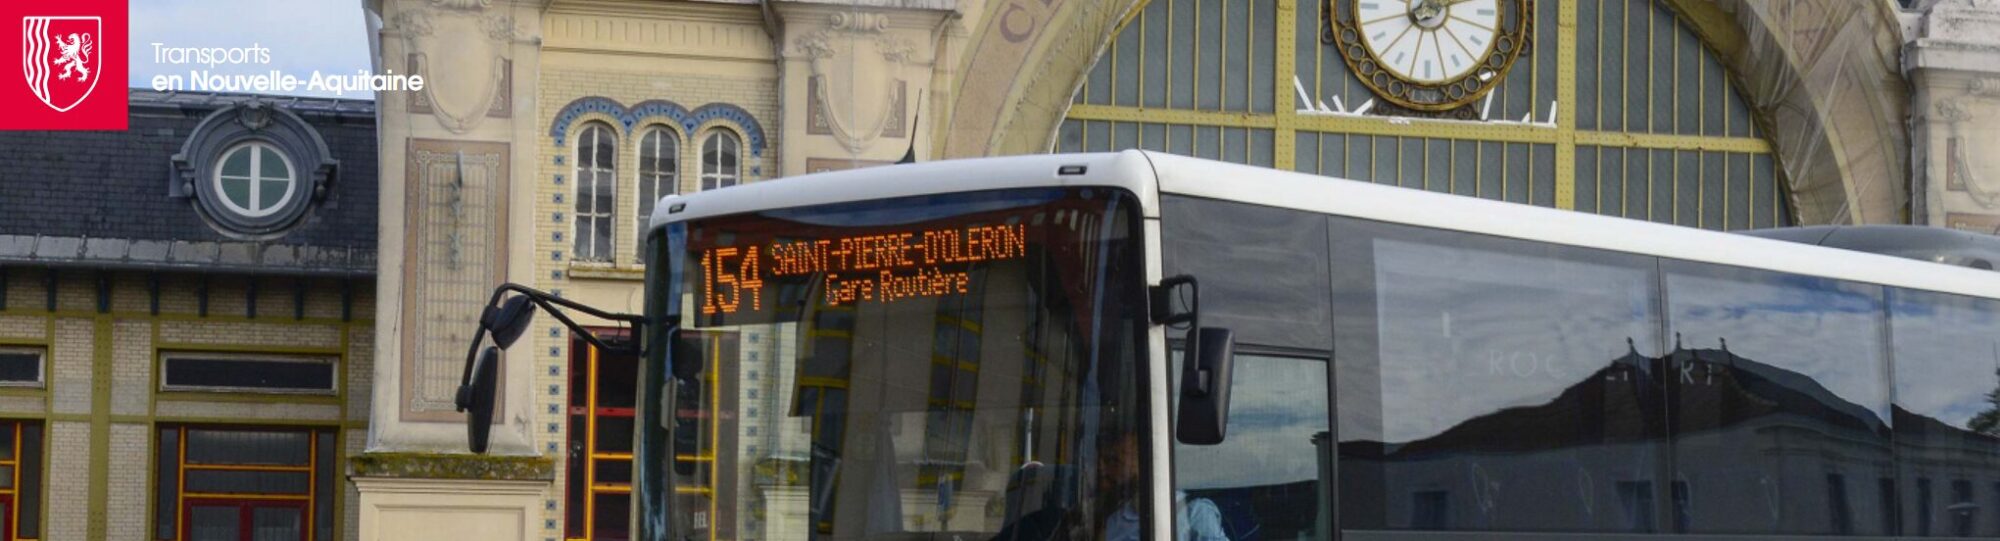 Transports
en Nouvelle-Aquitaine
154 SAINT-PIERRE-D'OLERON
Gare Routière